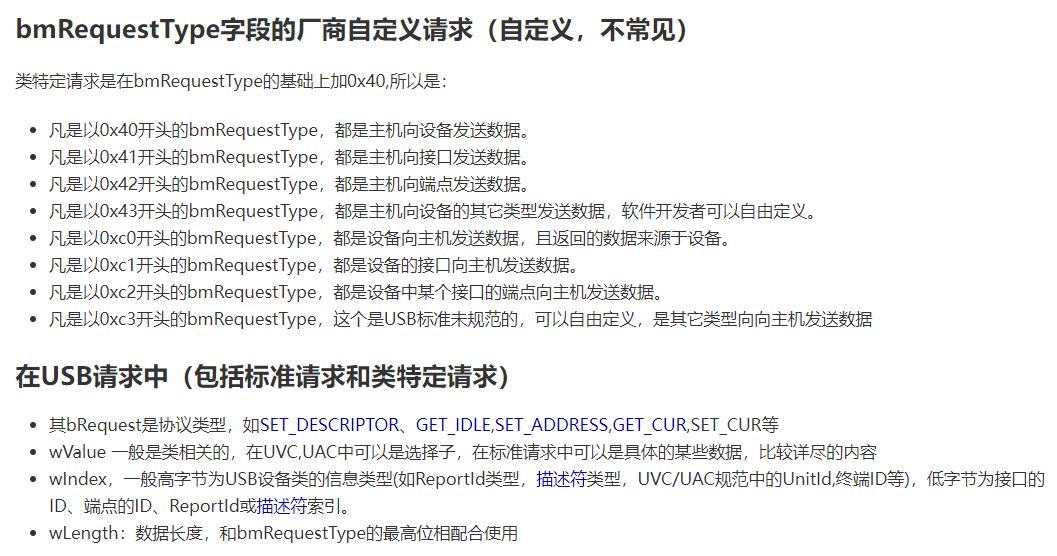 bmRequestType字段的厂商自定义请求（自定义，不常见）
类特定请求是在bmRequestType的基础上加0x40,所以是：
• 凡是以0x40开头的bmRequestType，都是主机向设备发送数据。
• 凡是以0x41开头的bmRequestType，都是主机向接口发送数据。
• 凡是以0x42开头的bmRequestType，都是主机向端点发送数据。
• 凡是以0x43开头的bmRequestType，都是主机向设备的其它类型发送数据，软件开发者可以自由定义。
• 凡是以0xc0开头的bmRequestType，都是设备向主机发送数据，且返回的数据来源于设备。
• 凡是以0xc1开头的bmRequestType，都是设备的接口向主机发送数据。
• 凡是以0xc2开头的bmRequestType，都是设备中某个接口的端点向主机发送数据。
• 凡是以0xc3开头的bmRequestType，这个是USB标准未规范的，可以自由定义，是其它类型向向主机发送数据
在USB请求中（包括标准请求和类特定请求）
• 其bRequest是协议类型，如SET_DESCRIPTOR、GET_IDLE,SET_ADDRESS,GET_CUR,SET_CUR等
• wValue 一般是类相关的，在UVC,UAC中可以是选择子，在标准请求中可以是具体的某些数据，比较详尽的内容
• wIndex，一般高字节为USB设备类的信息类型(如ReportId类型，描述符类型，UVC/UAC规范中的UnitId,终端ID等)，低字节为接口的
ID、端点的ID、ReportId或描述符索引。
• wLength：数据长度，和bmRequestType的最高位相配合使用